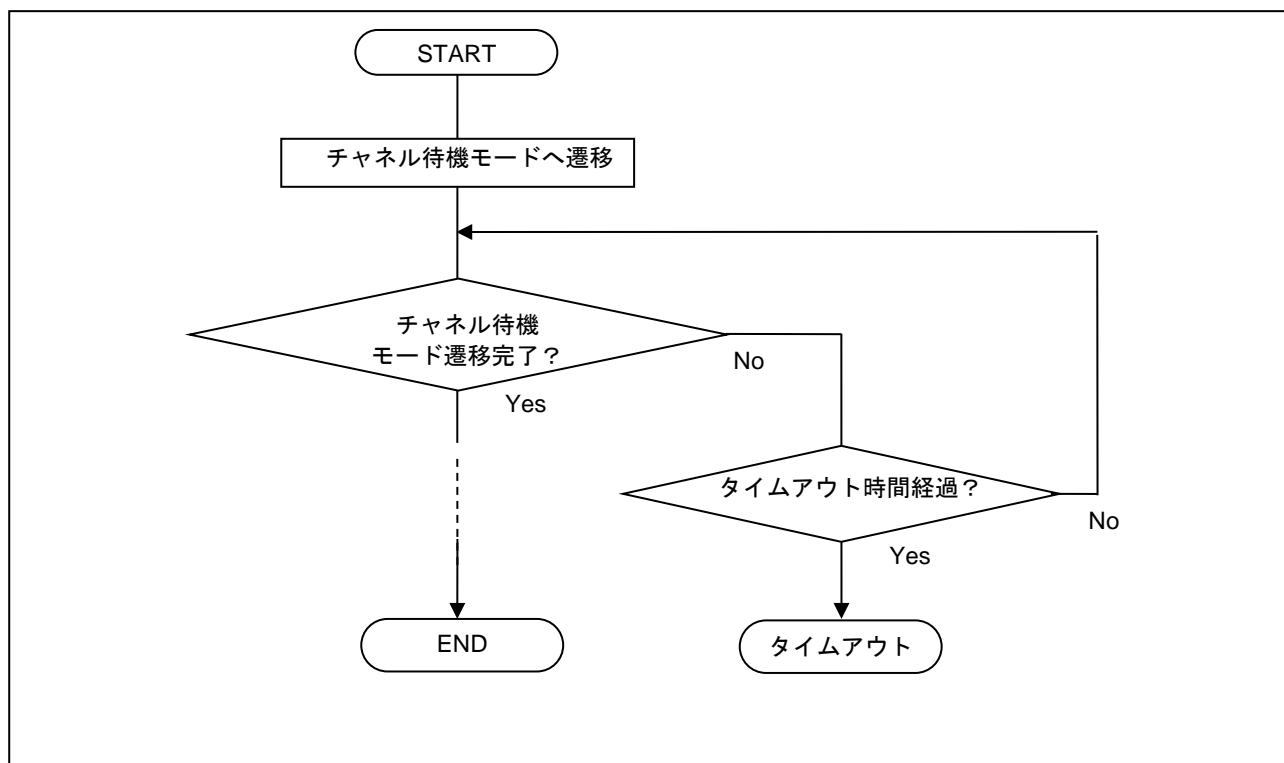 START
チャネル待機モードへ遷移
チャネル待機
モード遷移完了？
No
Yes
タイムアウト時間経過？
No
Yes
END
タイムアウト